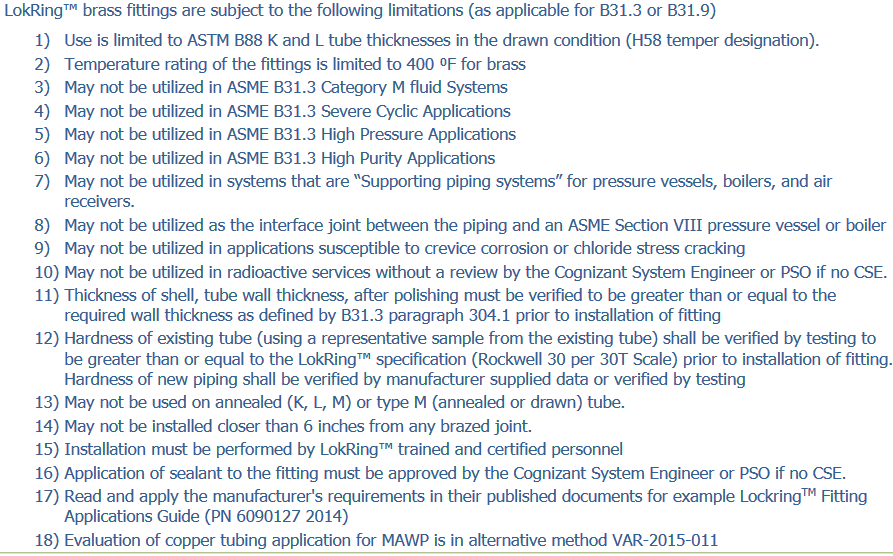 LokRing™ brass fittings are subject to the following limitations (as applicable for B31.3 or B31.9)
1) Use is limited to ASTM B88 K and L tube thicknesses in the drawn condition (H58 temper designation).
2) Temperature rating of the fittings is limited to 400 ºF for brass
3) May not be utilized in ASME B31.3 Category M fluid Systems
4) May not be utilized in ASME B31.3 Severe Cyclic Applications
5) May not be utilized in ASME B31.3 High Pressure Applications
6) May not be utilized in ASME B31.3 High Purity Applications
7) May not be utilized in systems that are “Supporting piping systems” for pressure vessels, boilers, and air
receivers.
8) May not be utilized as the interface joint between the piping and an ASME Section VIII pressure vessel or boiler
9) May not be utilized in applications susceptible to crevice corrosion or chloride stress cracking
10) May not be utilized in radioactive services without a review by the Cognizant System Engineer or PSO if no CSE.
11) Thickness of shell, tube wall thickness, after polishing must be verified to be greater than or equal to the
required wall thickness as defined by B31.3 paragraph 304.1 prior to installation of fitting
12) Hardness of existing tube (using a representative sample from the existing tube) shall be verified by testing to
be greater than or equal to the LokRing™ specification (Rockwell 30 per 30T Scale) prior to installation of fitting.
Hardness of new piping shall be verified by manufacturer supplied data or verified by testing
13) May not be used on annealed (K, L, M) or type M (annealed or drawn) tube.
14) May not be installed closer than 6 inches from any brazed joint.
15) Installation must be performed by LokRing™ trained and certified personnel
16) Application of sealant to the fitting must be approved by the Cognizant System Engineer or PSO if no CSE.
17) Read and apply the manufacturer's requirements in their published documents for example Lockring™ Fitting
Applications Guide (PN 6090127 2014)
18) Evaluation of copper tubing application for MAWP is in alternative method VAR-2015-011